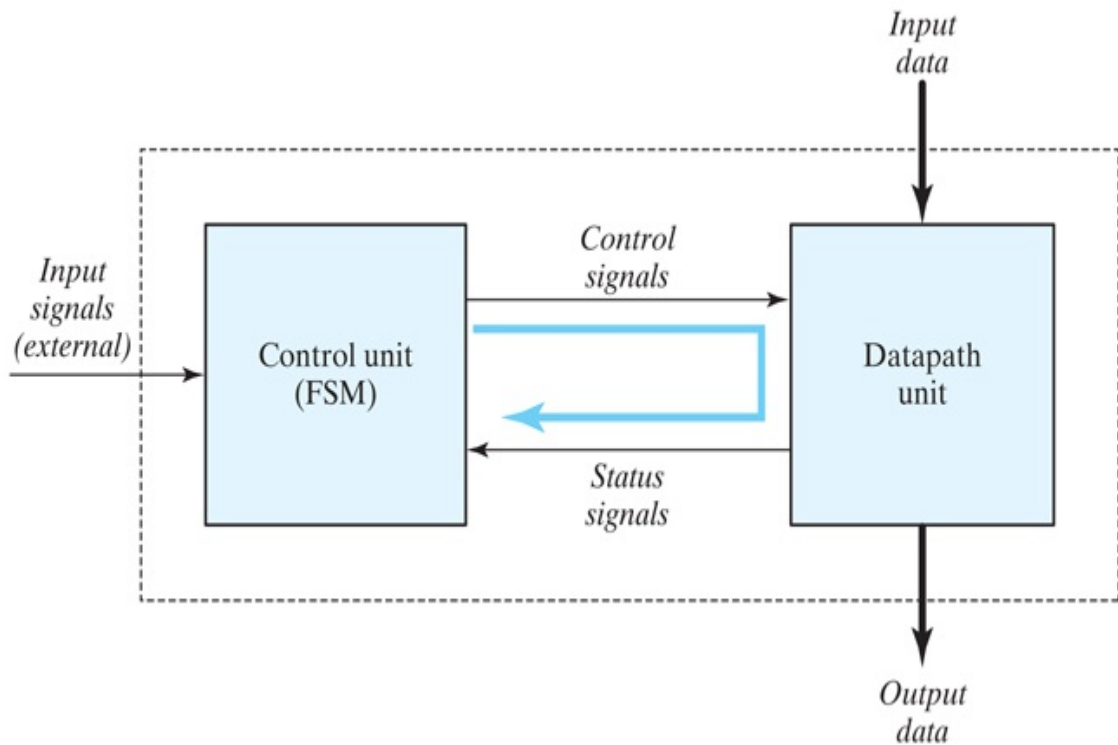 Input
data
Control
signals
Input
signals
(external)
Control unit
(FSM)
Datapath
unit
Status
signals
Output
data